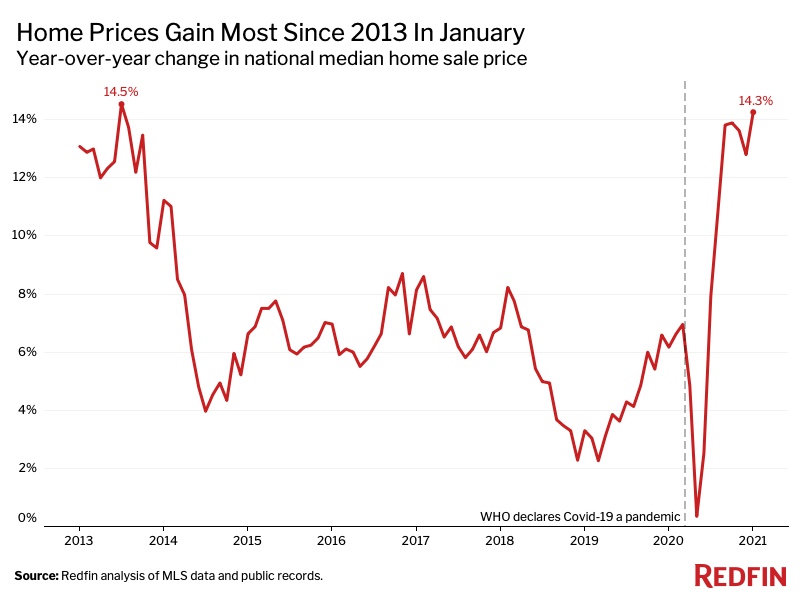 Home Prices Gain Most Since 2013 In January
Year-over-year change in national median home sale price
14.5%
14.3%
14%
12%
10%
8%
6%
4%
2%
0%
WHO declares Covid-19 a pandemic
2013 2014 2015 2016 2017 2018 2019 2020 2021
Source: Redfin analysis of MLS data and public records.
REDFIN